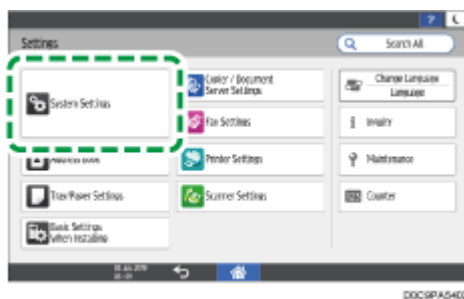 Settings
Search All
System Settings
Copier / Document
Server Settings
Change Language
Language
Fax Settings
Inquiry
Address Book
Printer Settings
Maintenance
Tray/Paper Settings
Scanner Settings
Counter
Basic Settings
When Installing